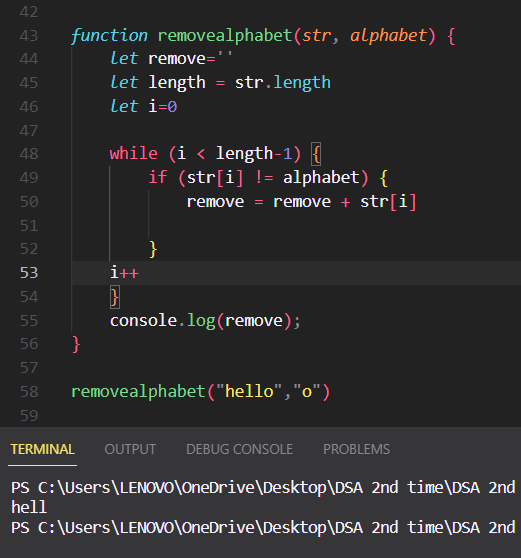 42
43 function removealphabet(str, alphabet) {
44 let remove=''
45 let length = str.length
46 let i=0
47
48 while (i < length-1) {
49 if (str[i] != alphabet) {
50 remove = remove + str[i]
51
52 }
53 i++
54 }
55 console.log(remove);
56 }
57
58 removealphabet("hello","o")
59
TERMINAL OUTPUT DEBUG CONSOLE PROBLEMS
PS C:\Users\LENOVO\OneDrive\Desktop\DSA 2nd time\DSA 2nd
hell
PS C:\Users\LENOVO\OneDrive\Desktop\DSA 2nd time\DSA 2nd